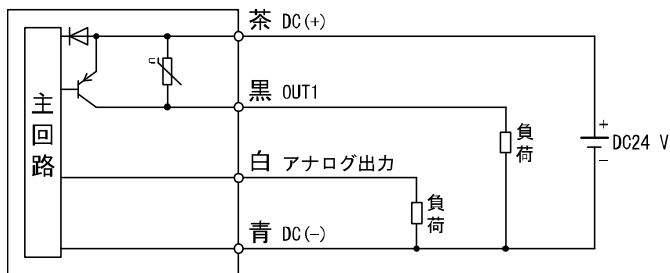 茶 DC(+)
主回路
U
黒 OUT1
負荷
+
DC24 V
-
白 アナログ出力
負荷
青 DC(-)